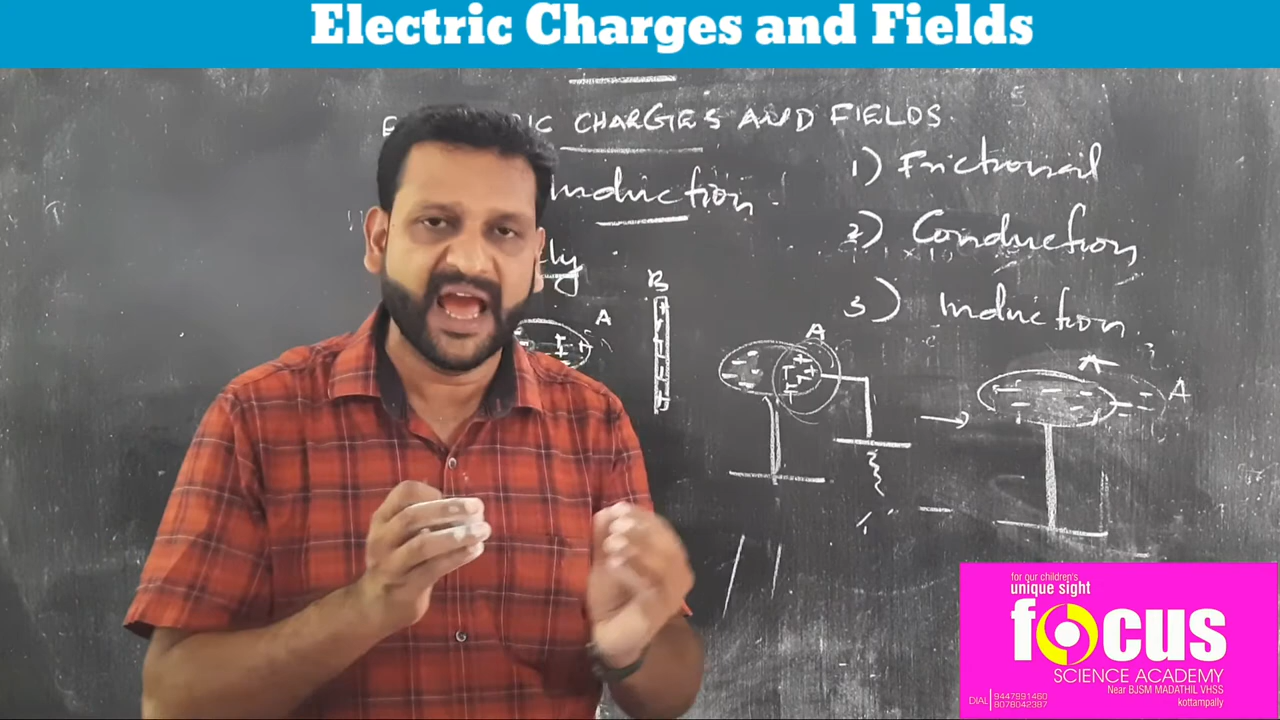 Electric Charges and Fields
CHARGES AND FIELDS
Induction
1) Frictional
2) Conduction
3) Induction
B
A
A
A
for our children's
unique sight
focus
SCIENCE ACADEMY
Near BJSM MADATHIL VHSS
kottampally
DIAL
9447991460
8078042387